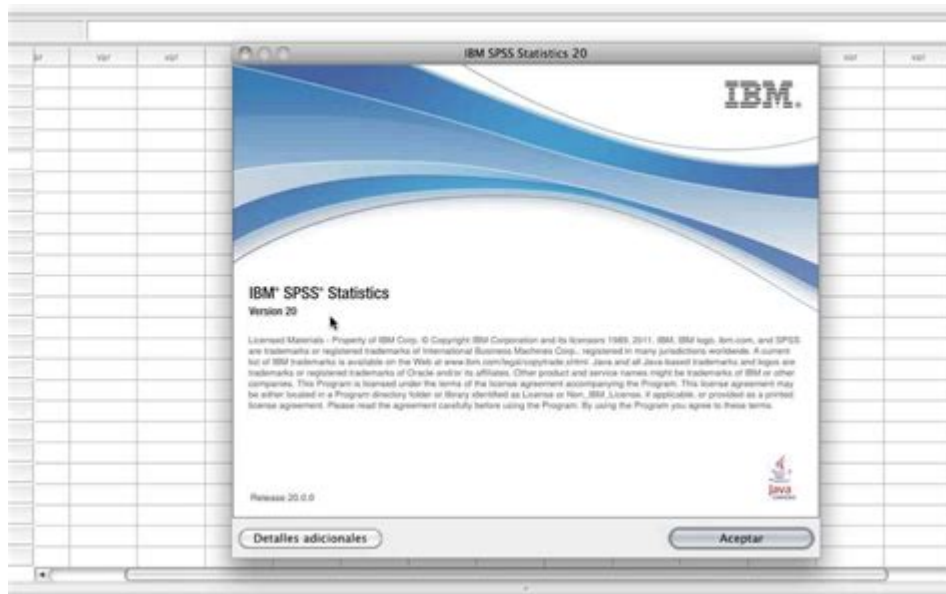 IBM SPSS Statistics 20
var var var var
IBM.
IBM® SPSS® Statistics
Version 20
Licensed Materials - Property of IBM Corp. © Copyright IBM Corporation and its licensors 1989, 2011. IBM, IBM logo, ibm.com, and SPSS
are trademarks or registered trademarks of International Business Machines Corp., registered in many jurisdictions worldwide. A current
list of IBM trademarks is available on the Web at www.ibm.com/legal/copytrade.shtml. Java and all Java-based trademarks and logos are
trademarks or registered trademarks of Oracle and/or its affiliates. Other product and service names might be trademarks of IBM or other
companies. This Program is licensed under the terms of the license agreement accompanying the Program. This license agreement may
be either located in a Program directory folder or library identified as License or Non_IBM_License, if applicable, or provided as a printed
license agreement. Please read the agreement carefully before using the Program. By using the Program you agree to these terms.
Java
Release 20.0.0
Detalles adicionales
Aceptar